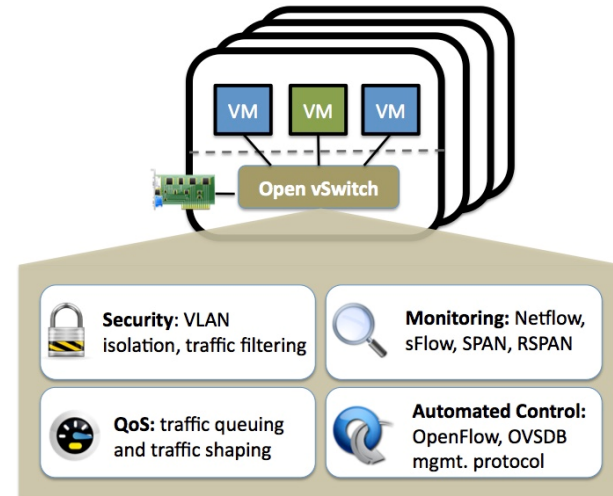 VM VM VM
Open vSwitch
Security: VLAN
isolation, traffic filtering
Monitoring: Netflow,
sFlow, SPAN, RSPAN
QoS: traffic queuing
and traffic shaping
Automated Control:
OpenFlow, OVSDB
mgmt. protocol